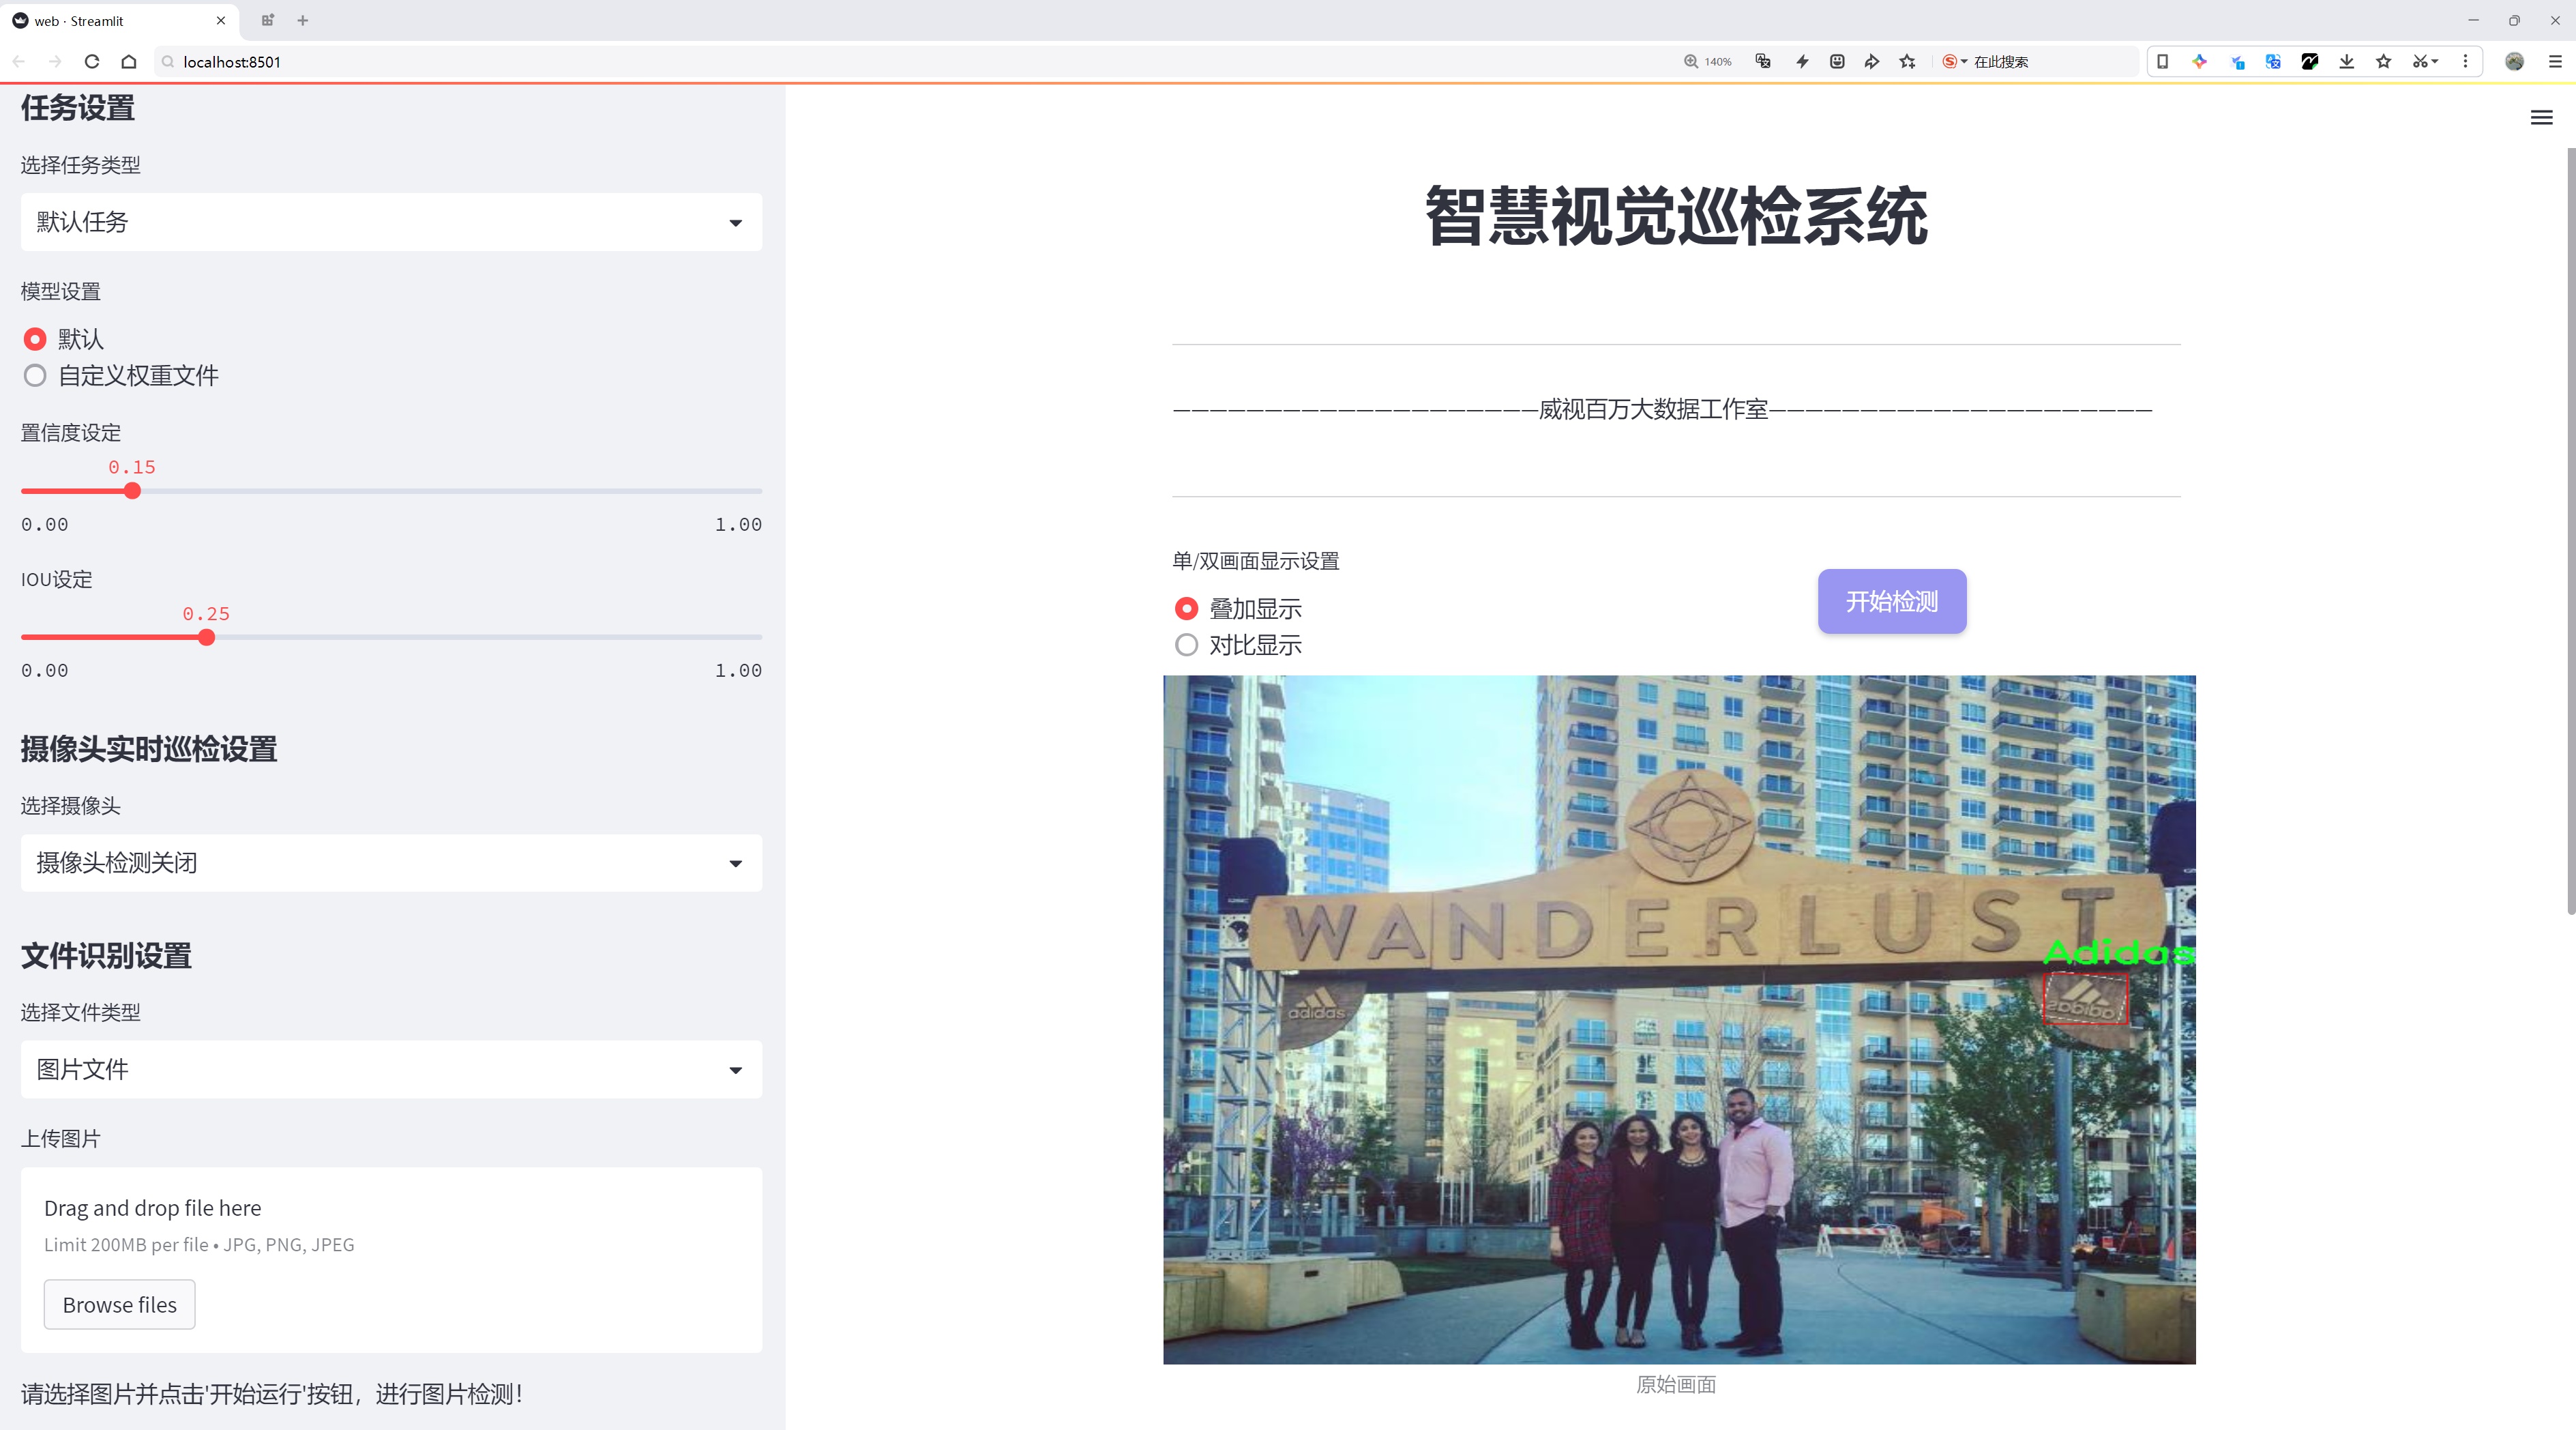 web · Streamlit
localhost:8501
140%
在此搜索
任务设置
选择任务类型
默认任务
模型设置
默认
自定义权重文件
置信度设定
0.15
0.00 1.00
IOU设定
0.25
0.00 1.00
摄像头实时巡检设置
选择摄像头
摄像头检测关闭
文件识别设置
选择文件类型
图片文件
上传图片
Drag and drop file here
Limit 200MB per file • JPG, PNG, JPEG
Browse files
请选择图片并点击'开始运行'按钮，进行图片检测！
智慧视觉巡检系统
————————————————————威视百万大数据工作室—————————————————————
单/双画面显示设置
叠加显示
对比显示
开始检测
WANDERLUST
Adidas
adidas
adidas
原始画面